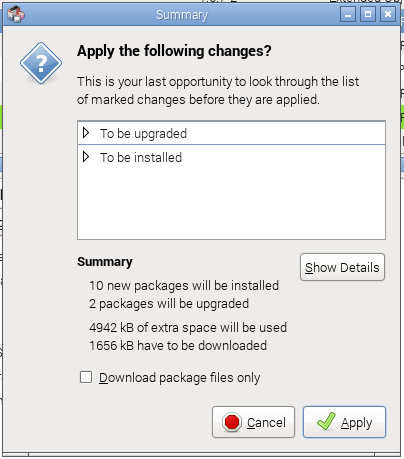 Summary
Apply the following changes?
This is your last opportunity to look through the list
of marked changes before they are applied.
To be upgraded
To be installed
Summary
Show Details
10 new packages will be installed
2 packages will be upgraded
4942 kB of extra space will be used
1656 kB have to be downloaded
Download package files only
Cancel
Apply